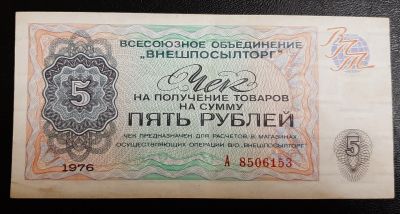 ВСЕСОЮЗНОЕ ОБЪЕДИНЕНИЕ
„ВНЕШПОСЫЛТОРГ"
ВПТ
Чек
НА ПОЛУЧЕНИЕ ТОВАРОВ
НА СУММУ
5
ПЯТЬ РУБЛЕЙ
ЧЕК ПРЕДНАЗНАЧЕН ДЛЯ РАСЧЕТОВ В МАГАЗИНАХ,
ОСУЩЕСТВЛЯЮЩИХ ОПЕРАЦИИ В/О „ВНЕШПОСЫЛТОРГ"
5
1976
А 8506153